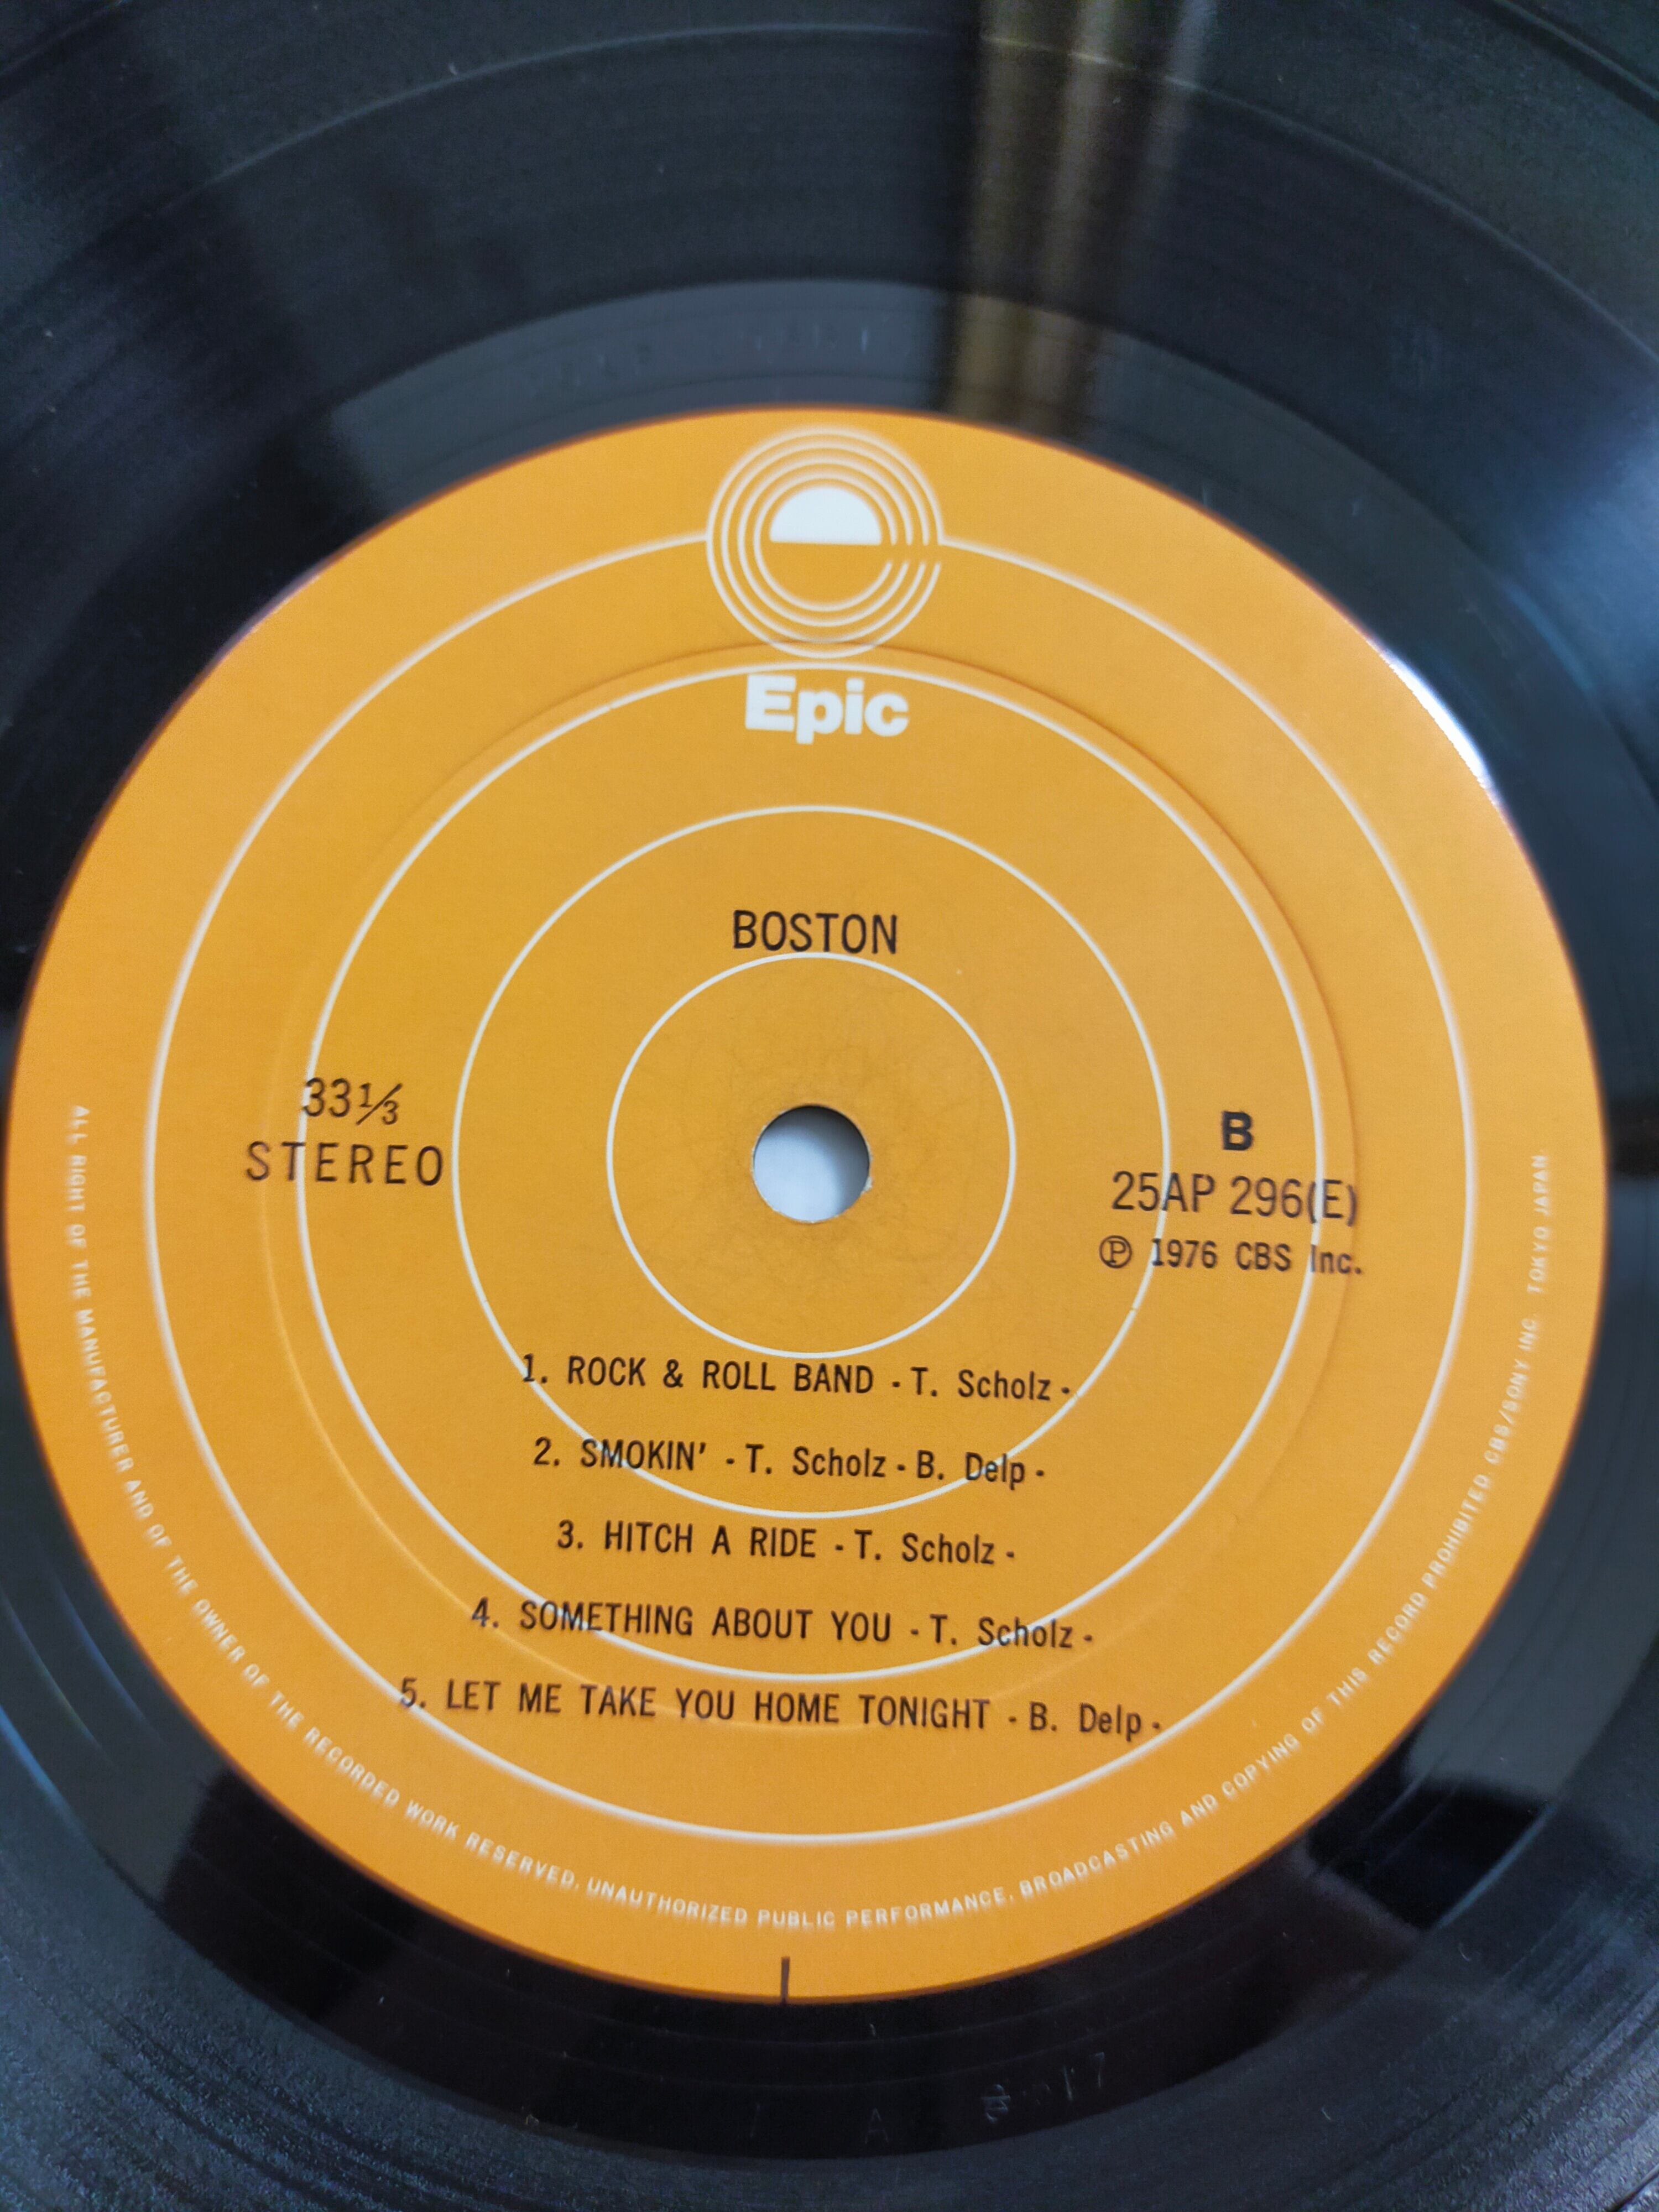 Epic
BOSTON
33⅓
STEREO
B
25AP 296(E)
Ⓟ 1976 CBS Inc.
1. ROCK & ROLL BAND - T. Scholz -
2. SMOKIN' - T. Scholz - B. Delp -
3. HITCH A RIDE - T. Scholz -
4. SOMETHING ABOUT YOU - T. Scholz -
5. LET ME TAKE YOU HOME TONIGHT - B. Delp -
ALL RIGHT OF THE MANUFACTURER AND OF THE OWNER OF THE RECORDED WORK RESERVED. UNAUTHORIZED PUBLIC PERFORMANCE. BROADCASTING AND COPYING OF THIS RECORD PROHIBITED CBS/SONY INC. TOKYO JAPAN